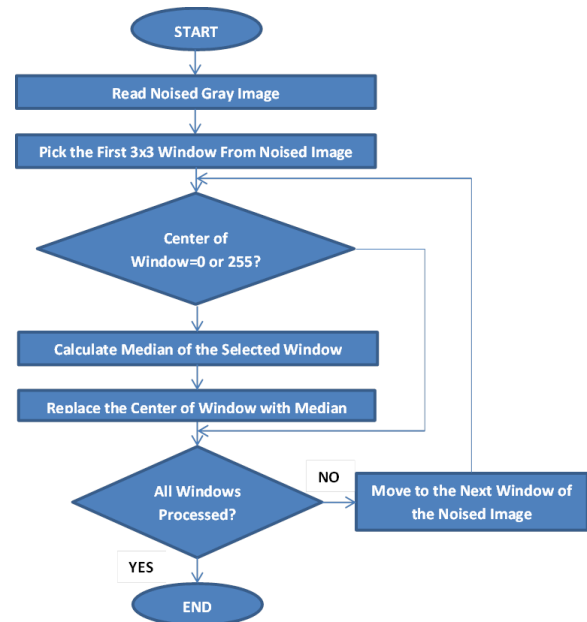 START
Read Noised Gray Image
Pick the First 3x3 Window From Noised Image
Center of
Window=0 or 255?
Calculate Median of the Selected Window
Replace the Center of Window with Median
All Windows
Processed?
NO
Move to the Next Window of
the Noised Image
YES
END